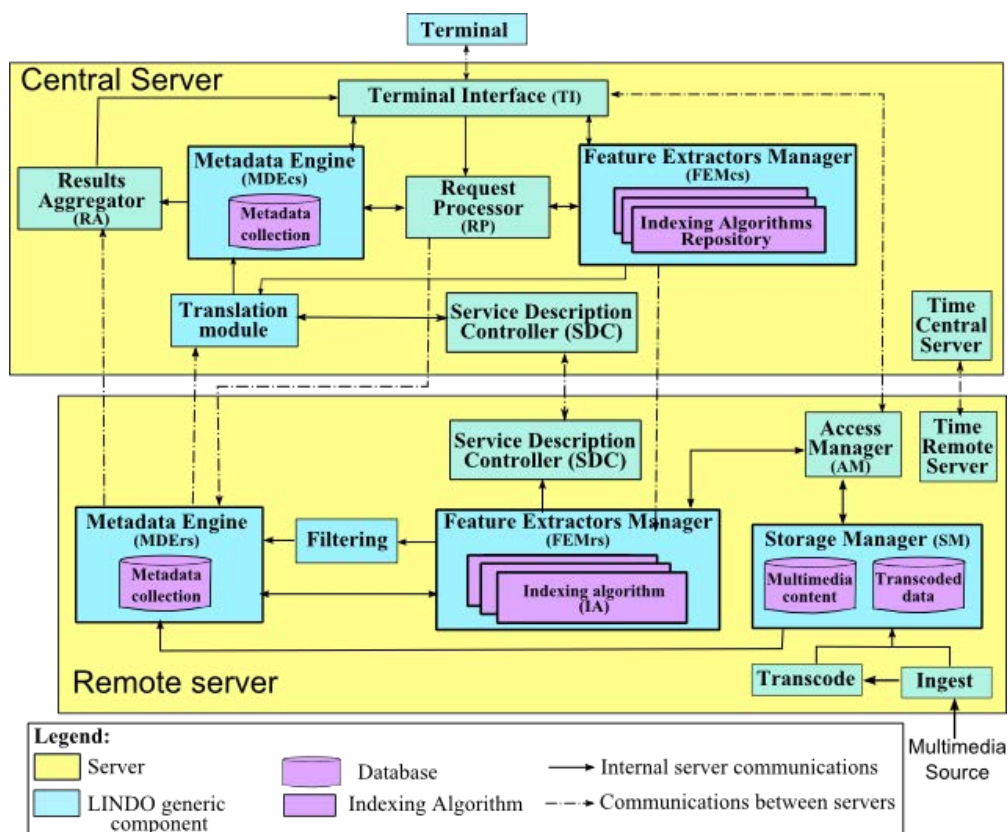 Terminal
Central Server
Terminal Interface (TI)
Metadata Engine
(MDEcs)
Metadata
collection
Results
Aggregator
(RA)
Request
Processor
(RP)
Feature Extractors Manager
(FEMcs)
Indexing Algorithms
Repository
Translation
module
Service Description
Controller (SDC)
Time
Central
Server
Service Description
Controller (SDC)
Access
Manager
(AM)
Time
Remote
Server
Metadata Engine
(MDErs)
Metadata
collection
Filtering
Feature Extractors Manager
(FEMrs)
Indexing algorithm
(IA)
Storage Manager (SM)
Multimedia
content
Transcoded
data
Remote server
Transcode
Ingest
Multimedia
Source
Legend:
Server
LINDO generic
component
Database
Indexing Algorithm
Internal server communications
Communications between servers